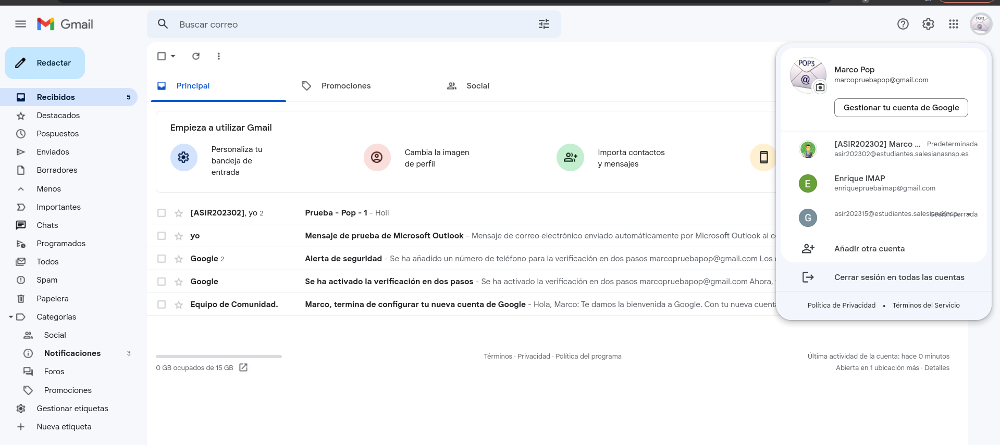 Gmail
Buscar correo
Redactar
Recibidos 5
Destacados
Pospuestos
Enviados
Borradores
Menos
Importantes
Chats
Programados
Todos
Spam
Papelera
Categorías
Social
Notificaciones 3
Foros
Promociones
Gestionar etiquetas
Nueva etiqueta
Principal
Promociones
Social
Empieza a utilizar Gmail
Personaliza tu
bandeja de
entrada
Cambia la imagen
de perfil
Importa contactos
y mensajes
[ASIR202302], yo 2 Prueba - Pop - 1 - Holi
yo Mensaje de prueba de Microsoft Outlook - Mensaje de correo electrónico enviado automáticamente por Microsoft Outlook al
Google 2 Alerta de seguridad - Se ha añadido un número de teléfono para la verificación en dos pasos marcopruebapop@gmail.com Los
Google Se ha activado la verificación en dos pasos - Se ha activado la verificación en dos pasos marcopruebapop@gmail.com Ahora,
Equipo de Comunidad. Marco, termina de configurar tu nueva cuenta de Google - Hola, Marco: Te damos la bienvenida a Google. Con tu nueva cuent
0 GB ocupados de 15 GB
Términos · Privacidad · Política del programa
Última actividad de la cuenta: hace 0 minutos
Abierta en 1 ubicación más · Detalles
POP3
@
POP3
@
Marco Pop
marcopruebapop@gmail.com
Gestionar tu cuenta de Google
[ASIR202302] Marco ... Predeterminada
asir202302@estudiantes.salesianasnsp.es
E
Enrique IMAP
enriquepruebaimap@gmail.com
G
asir202315@estudiantes.salesianasnsp... Sesión cerrada
Añadir otra cuenta
Cerrar sesión en todas las cuentas
Política de Privacidad • Términos del Servicio